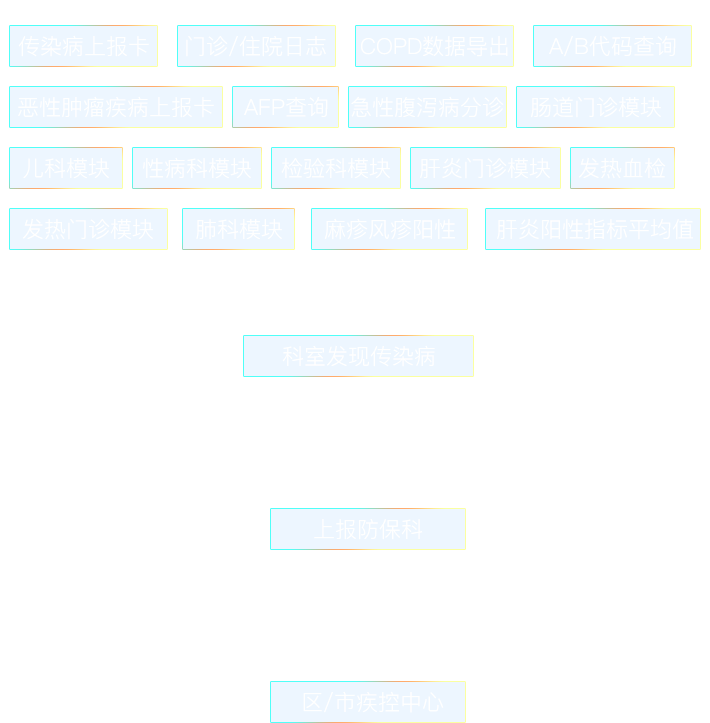 传染病上报卡 门诊/住院日志 COPD数据导出 A/B代码查询
恶性肿瘤疾病上报卡 AFP查询 急性腹泻病分诊 肠道门诊模块
儿科模块 性病科模块 检验科模块 肝炎门诊模块 发热血检
发热门诊模块 肺科模块 麻疹风疹阳性 肝炎阳性指标平均值
科室发现传染病
上报防保科
区/市疾控中心